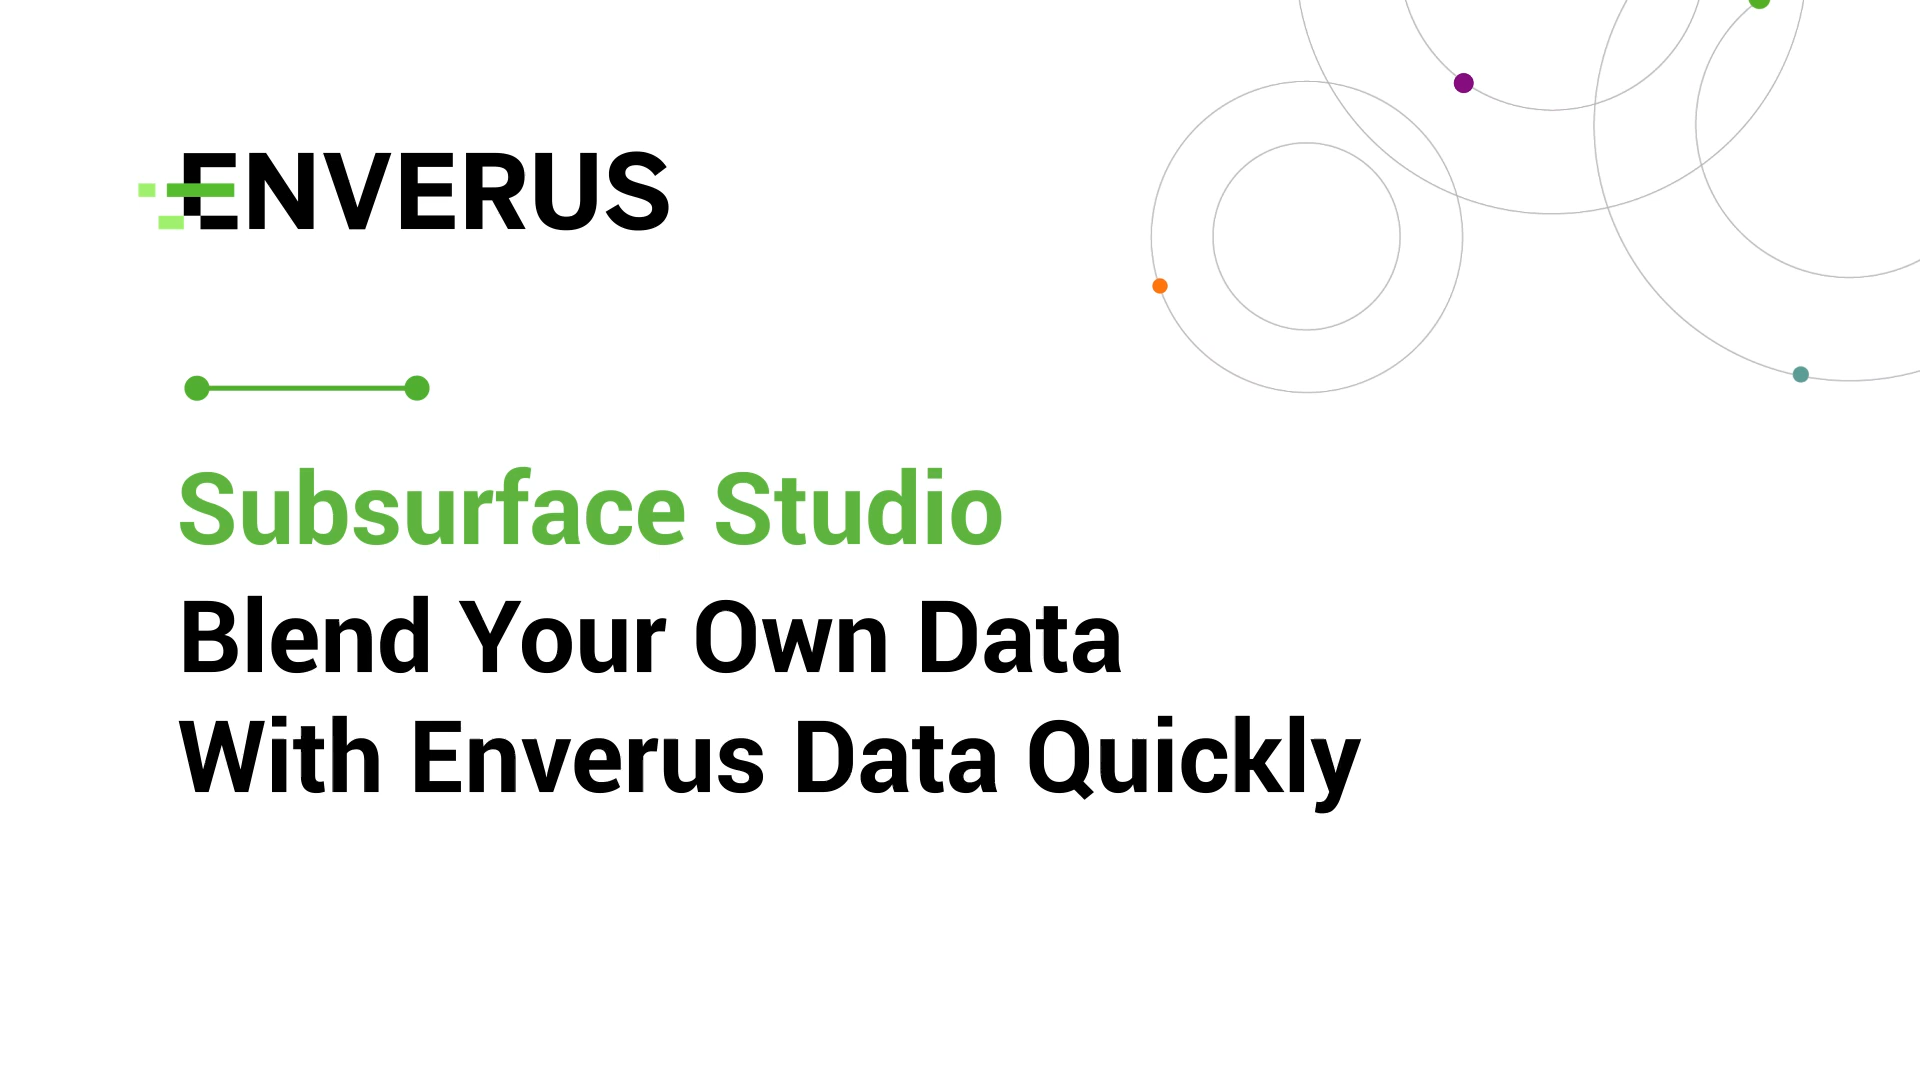 ENVERUS
Subsurface Studio
Blend Your Own Data
With Enverus Data Quickly